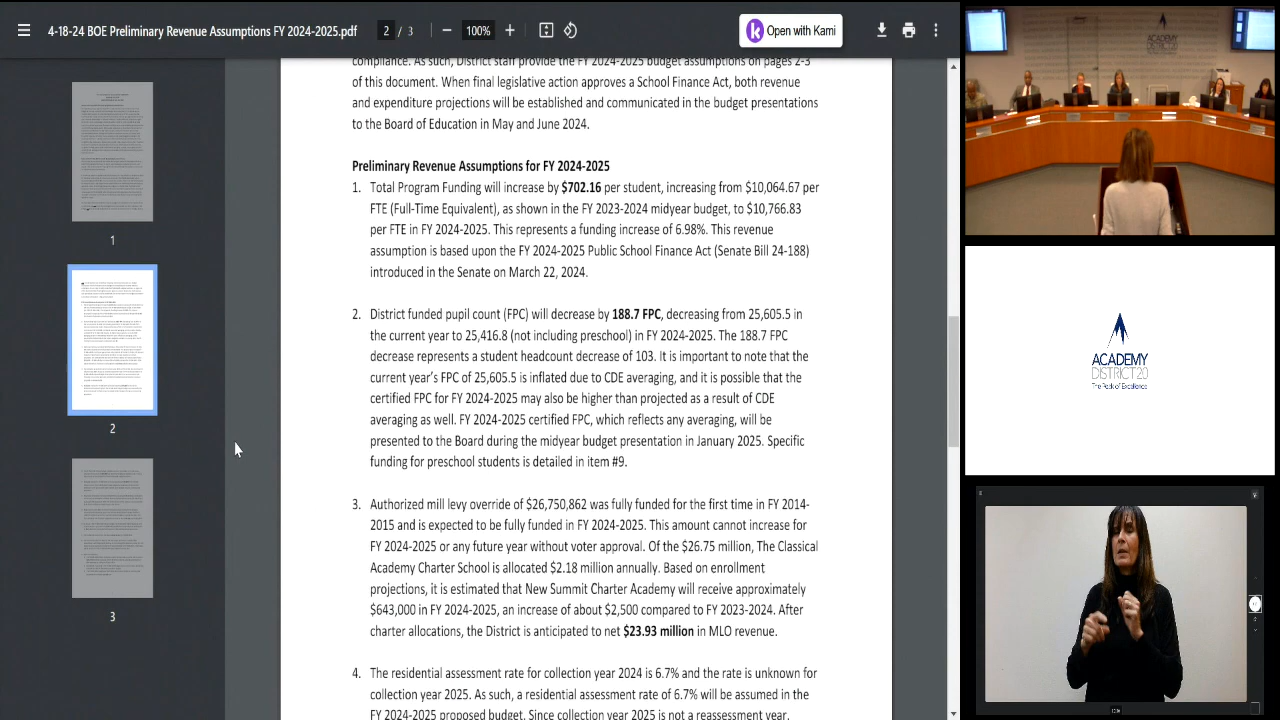 4-18-24 BOE Preliminary Revenue Assumptions FY 2024-2025.pdf
2 / 3
100%
Open with Kami
compliance. As such, District staff provide the FY 2024-2025 budget assumptions on pages 2-3
of this document. When final legislative action approves a School Finance Act, both revenue
and expenditure projections will be established and communicated in the budget presentations
to the Board of Education in May and June 2024.
Preliminary Revenue Assumptions for FY 2024-2025
1. Total Program Funding will increase by $702.16 per student, increasing from $10,064.67 per
FTE (Full-Time Equivalent), as shown in the FY 2023-2024 midyear budget, to $10,766.83
per FTE in FY 2024-2025. This represents a funding increase of 6.98%. This revenue
assumption is based upon the FY 2024-2025 Public School Finance Act (Senate Bill 24-188)
introduced in the Senate on March 22, 2024.
2. District funded pupil count (FPC) will decrease by 188.7 FPC, decreasing from 25,605.5 in
the current year to 25,416.8 (not including preschool) in FY 2024-2025. The 188.7 FPC
decrease represents a student headcount decrease of 103. It is important to note that the
current year FPC of 25,605.5 is inflated due to CDE averaging, and it is possible that the
certified FPC for FY 2024-2025 may also be higher than projected as a result of CDE
averaging as well. FY 2024-2025 certified FPC, which reflects any averaging, will be
presented to the Board during the midyear budget presentation in January 2025. Specific
funding for preschool students is detailed in item #9.
3. Authorized mill levy override of $26,750,862 was fully funded for the first time in FY 2014-
2015 and is expected to be fully funded in FY 2024-2025. This amount cannot increase for
FY 2024-2025 or any future year without voter approval. Of the $26.75 million, The Classical
Academy Charter School is allocated $2.18 million annually. Based on enrollment
projections, it is estimated that New Summit Charter Academy will receive approximately
$643,000 in FY 2024-2025, an increase of about $2,500 compared to FY 2023-2024. After
charter allocations, the District is anticipated to net $23.93 million in MLO revenue.
4. The residential assessment rate for collection year 2024 is 6.7% and the rate is unknown for
collection year 2025. As such, a residential assessment rate of 6.7% will be assumed in the
FY 2024-2025 proposed budget. Since collection year 2025 is not a reassessment year,
1
2
3
ACADEMY
DISTRICT 20
ACADEMY
DISTRICT 20
The Peak of Excellence